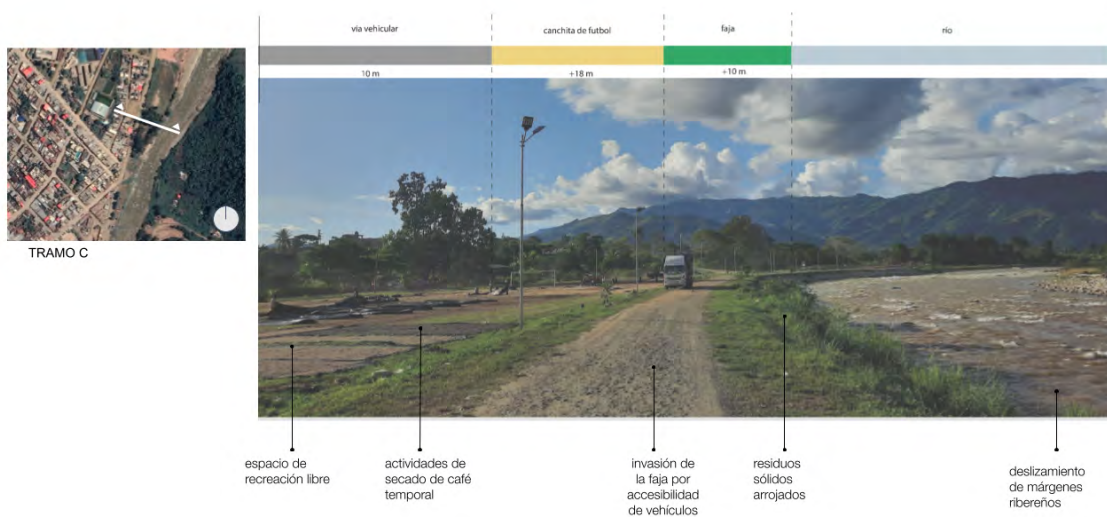 via vehicular
canchita de futbol
faja
río
10 m
+18 m
+10 m
TRAMO C
espacio de
recreación libre
actividades de
secado de café
temporal
invasión de
la faja por
accesibilidad
de vehículos
residuos
sólidos
arrojados
deslizamiento
de márgenes
ribereños